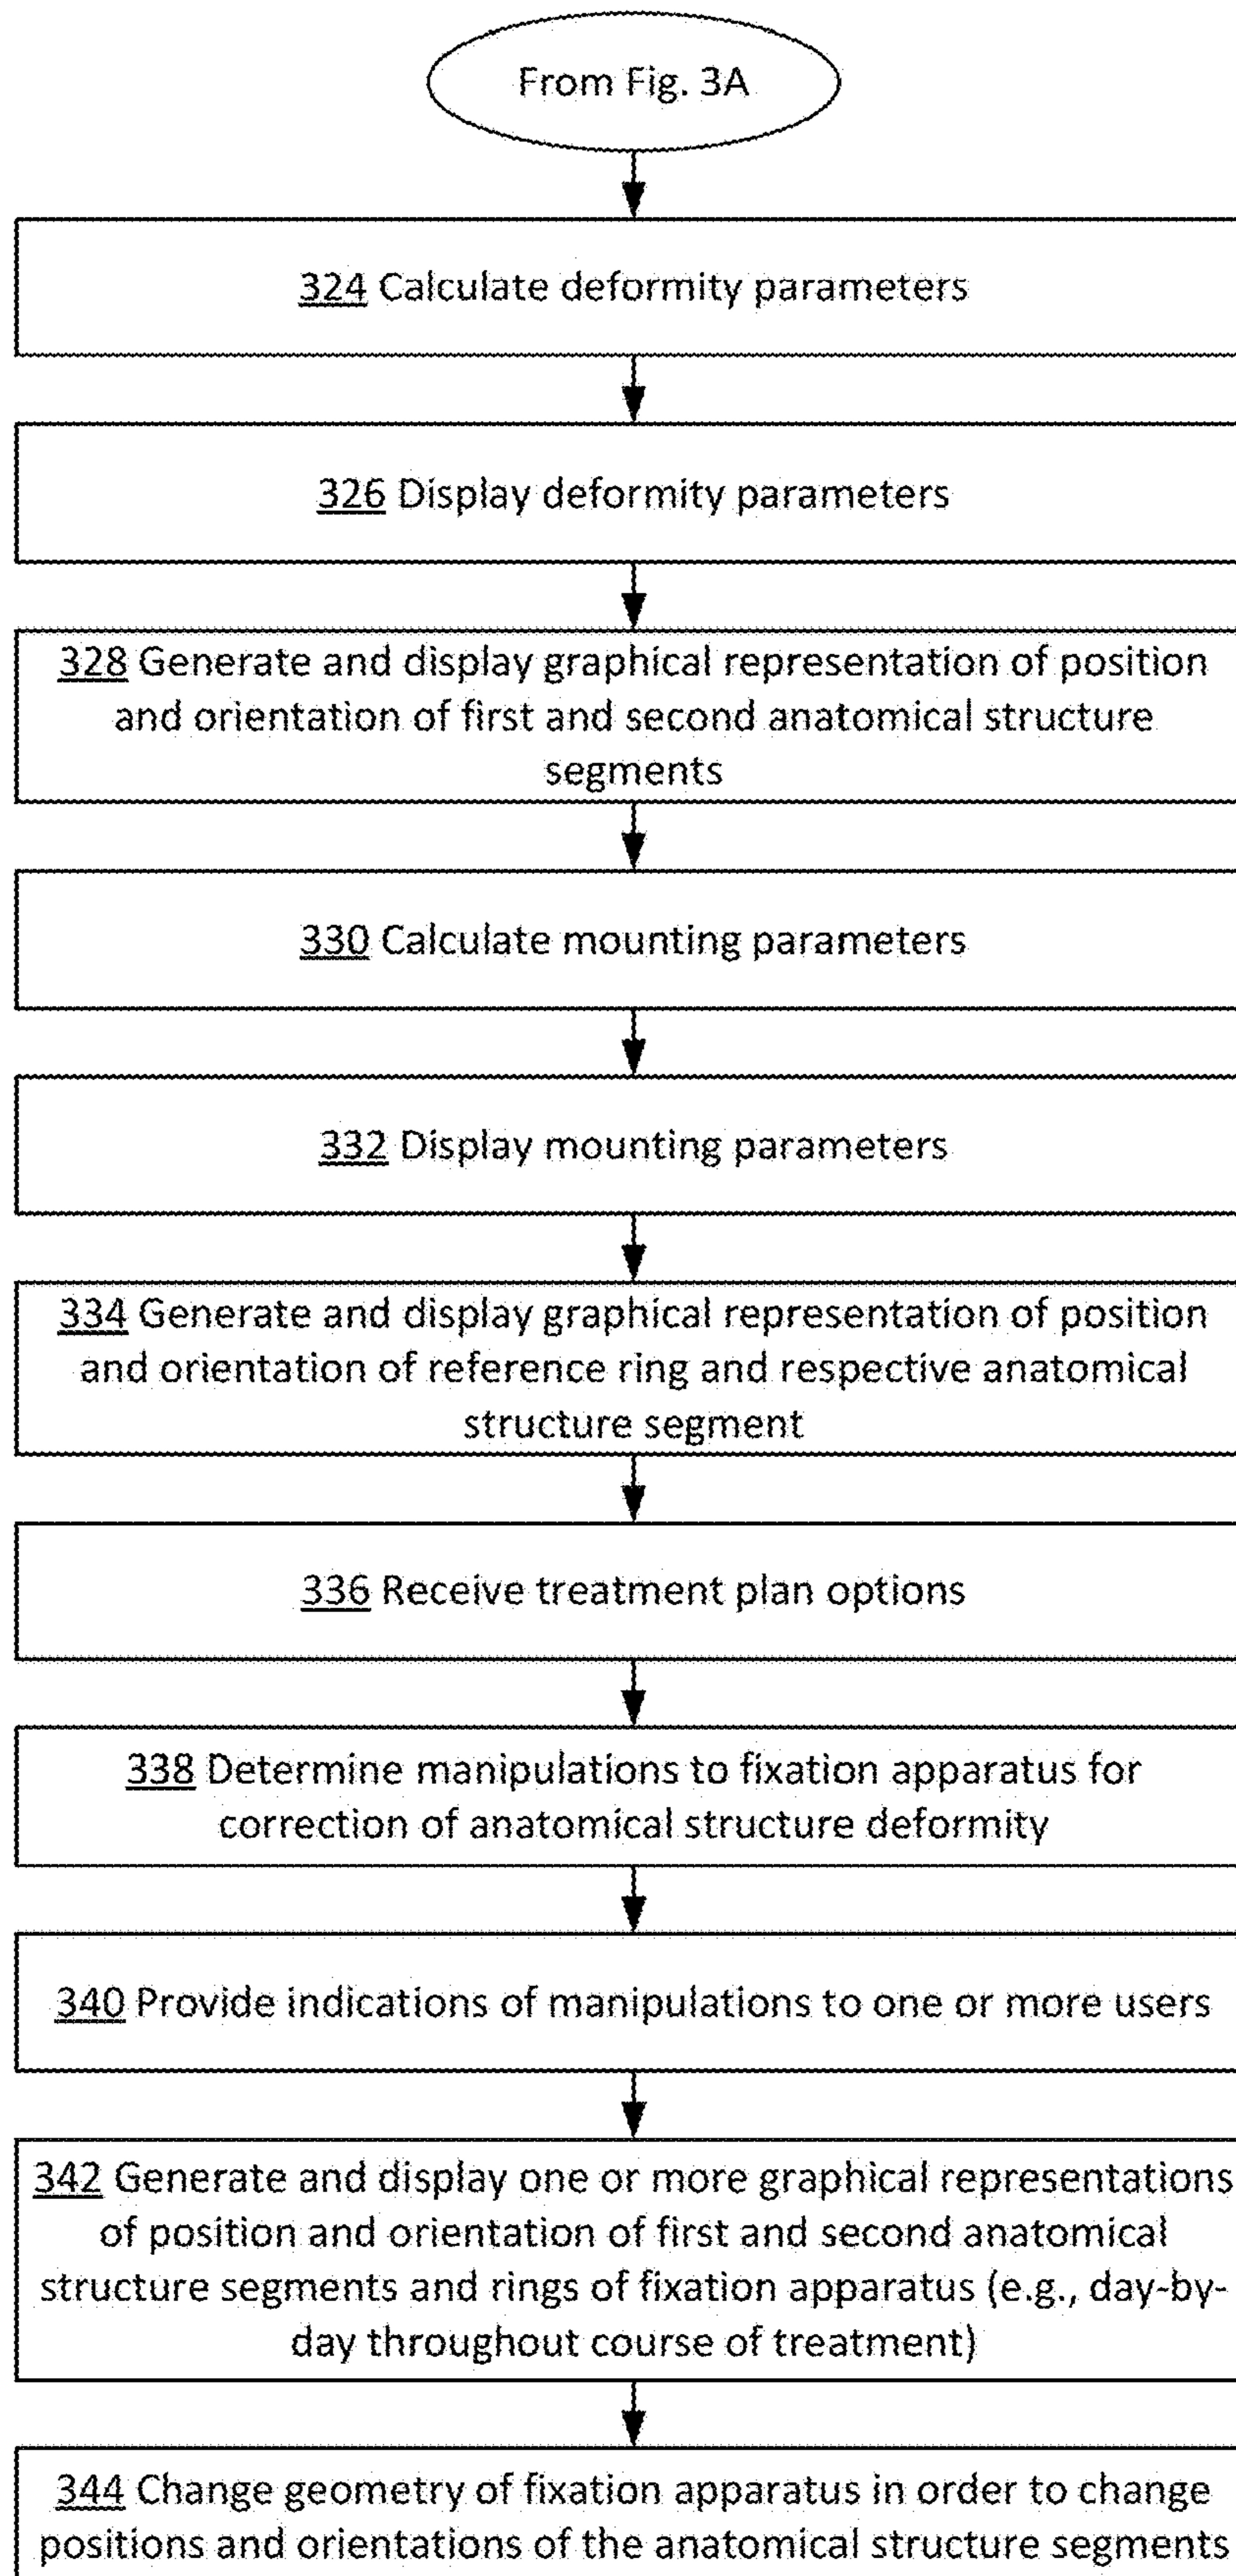 From Fig. 3A
324 Calculate deformity parameters
326 Display deformity parameters
328 Generate and display graphical representation of position
and orientation of first and second anatomical structure
segments
330 Calculate mounting parameters
332 Display mounting parameters
334 Generate and display graphical representation of position
and orientation of reference ring and respective anatomical
structure segment
336 Receive treatment plan options
338 Determine manipulations to fixation apparatus for
correction of anatomical structure deformity
340 Provide indications of manipulations to one or more users
342 Generate and display one or more graphical representations
of position and orientation of first and second anatomical
structure segments and rings of fixation apparatus (e.g., day-by-
day throughout course of treatment)
344 Change geometry of fixation apparatus in order to change
positions and orientations of the anatomical structure segments